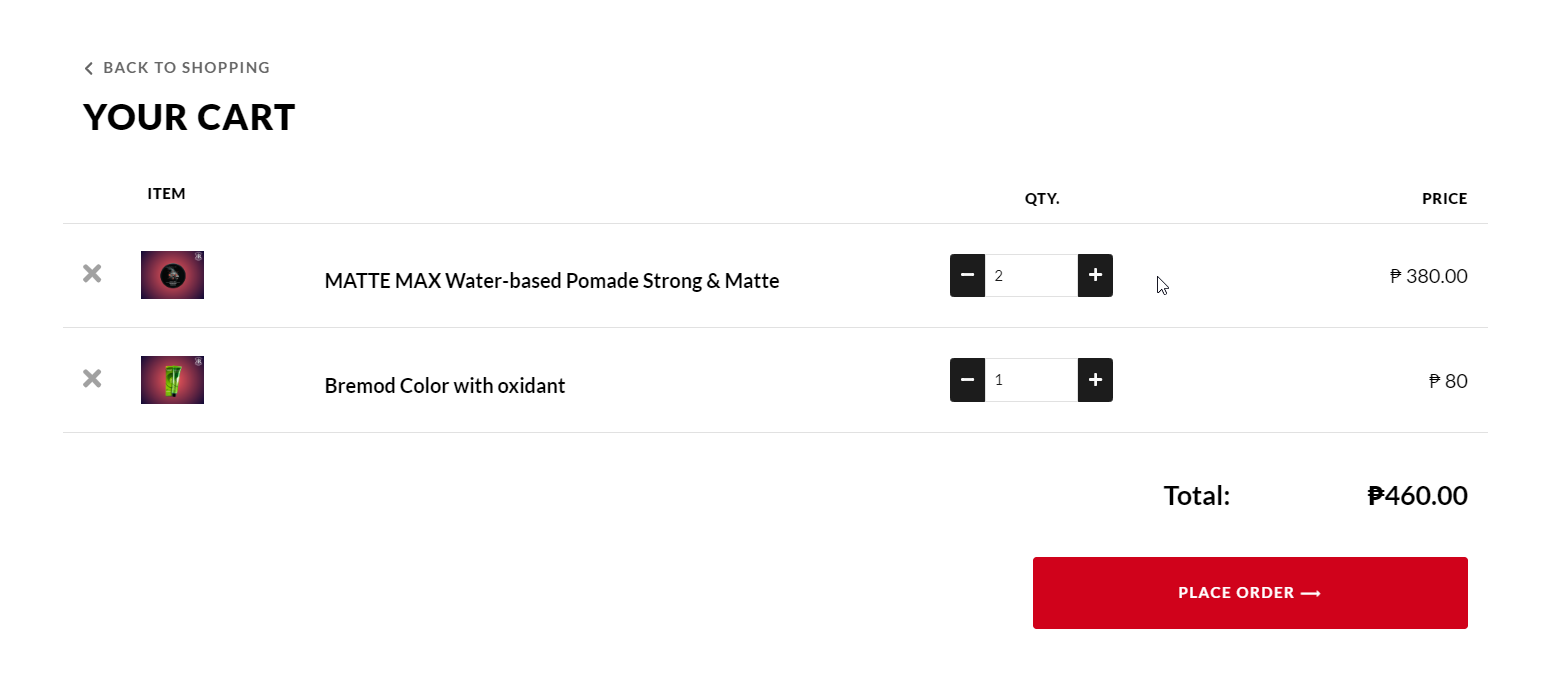 BACK TO SHOPPING
YOUR CART
ITEM QTY. PRICE
MATTE MAX Water-based Pomade Strong & Matte 2 ₱ 380.00
Bremod Color with oxidant 1 ₱ 80
Total: ₱460.00
PLACE ORDER ⟶